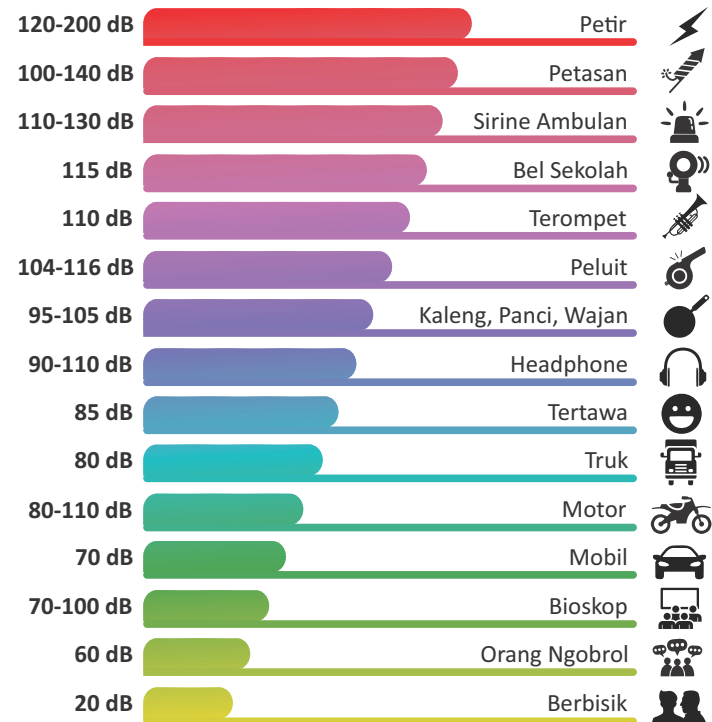 120-200 dB Petir
100-140 dB Petasan
110-130 dB Sirine Ambulan
115 dB Bel Sekolah
110 dB Terompet
104-116 dB Peluit
95-105 dB Kaleng, Panci, Wajan
90-110 dB Headphone
85 dB Tertawa
80 dB Truk
80-110 dB Motor
70 dB Mobil
70-100 dB Bioskop
60 dB Orang Ngobrol
20 dB Berbisik